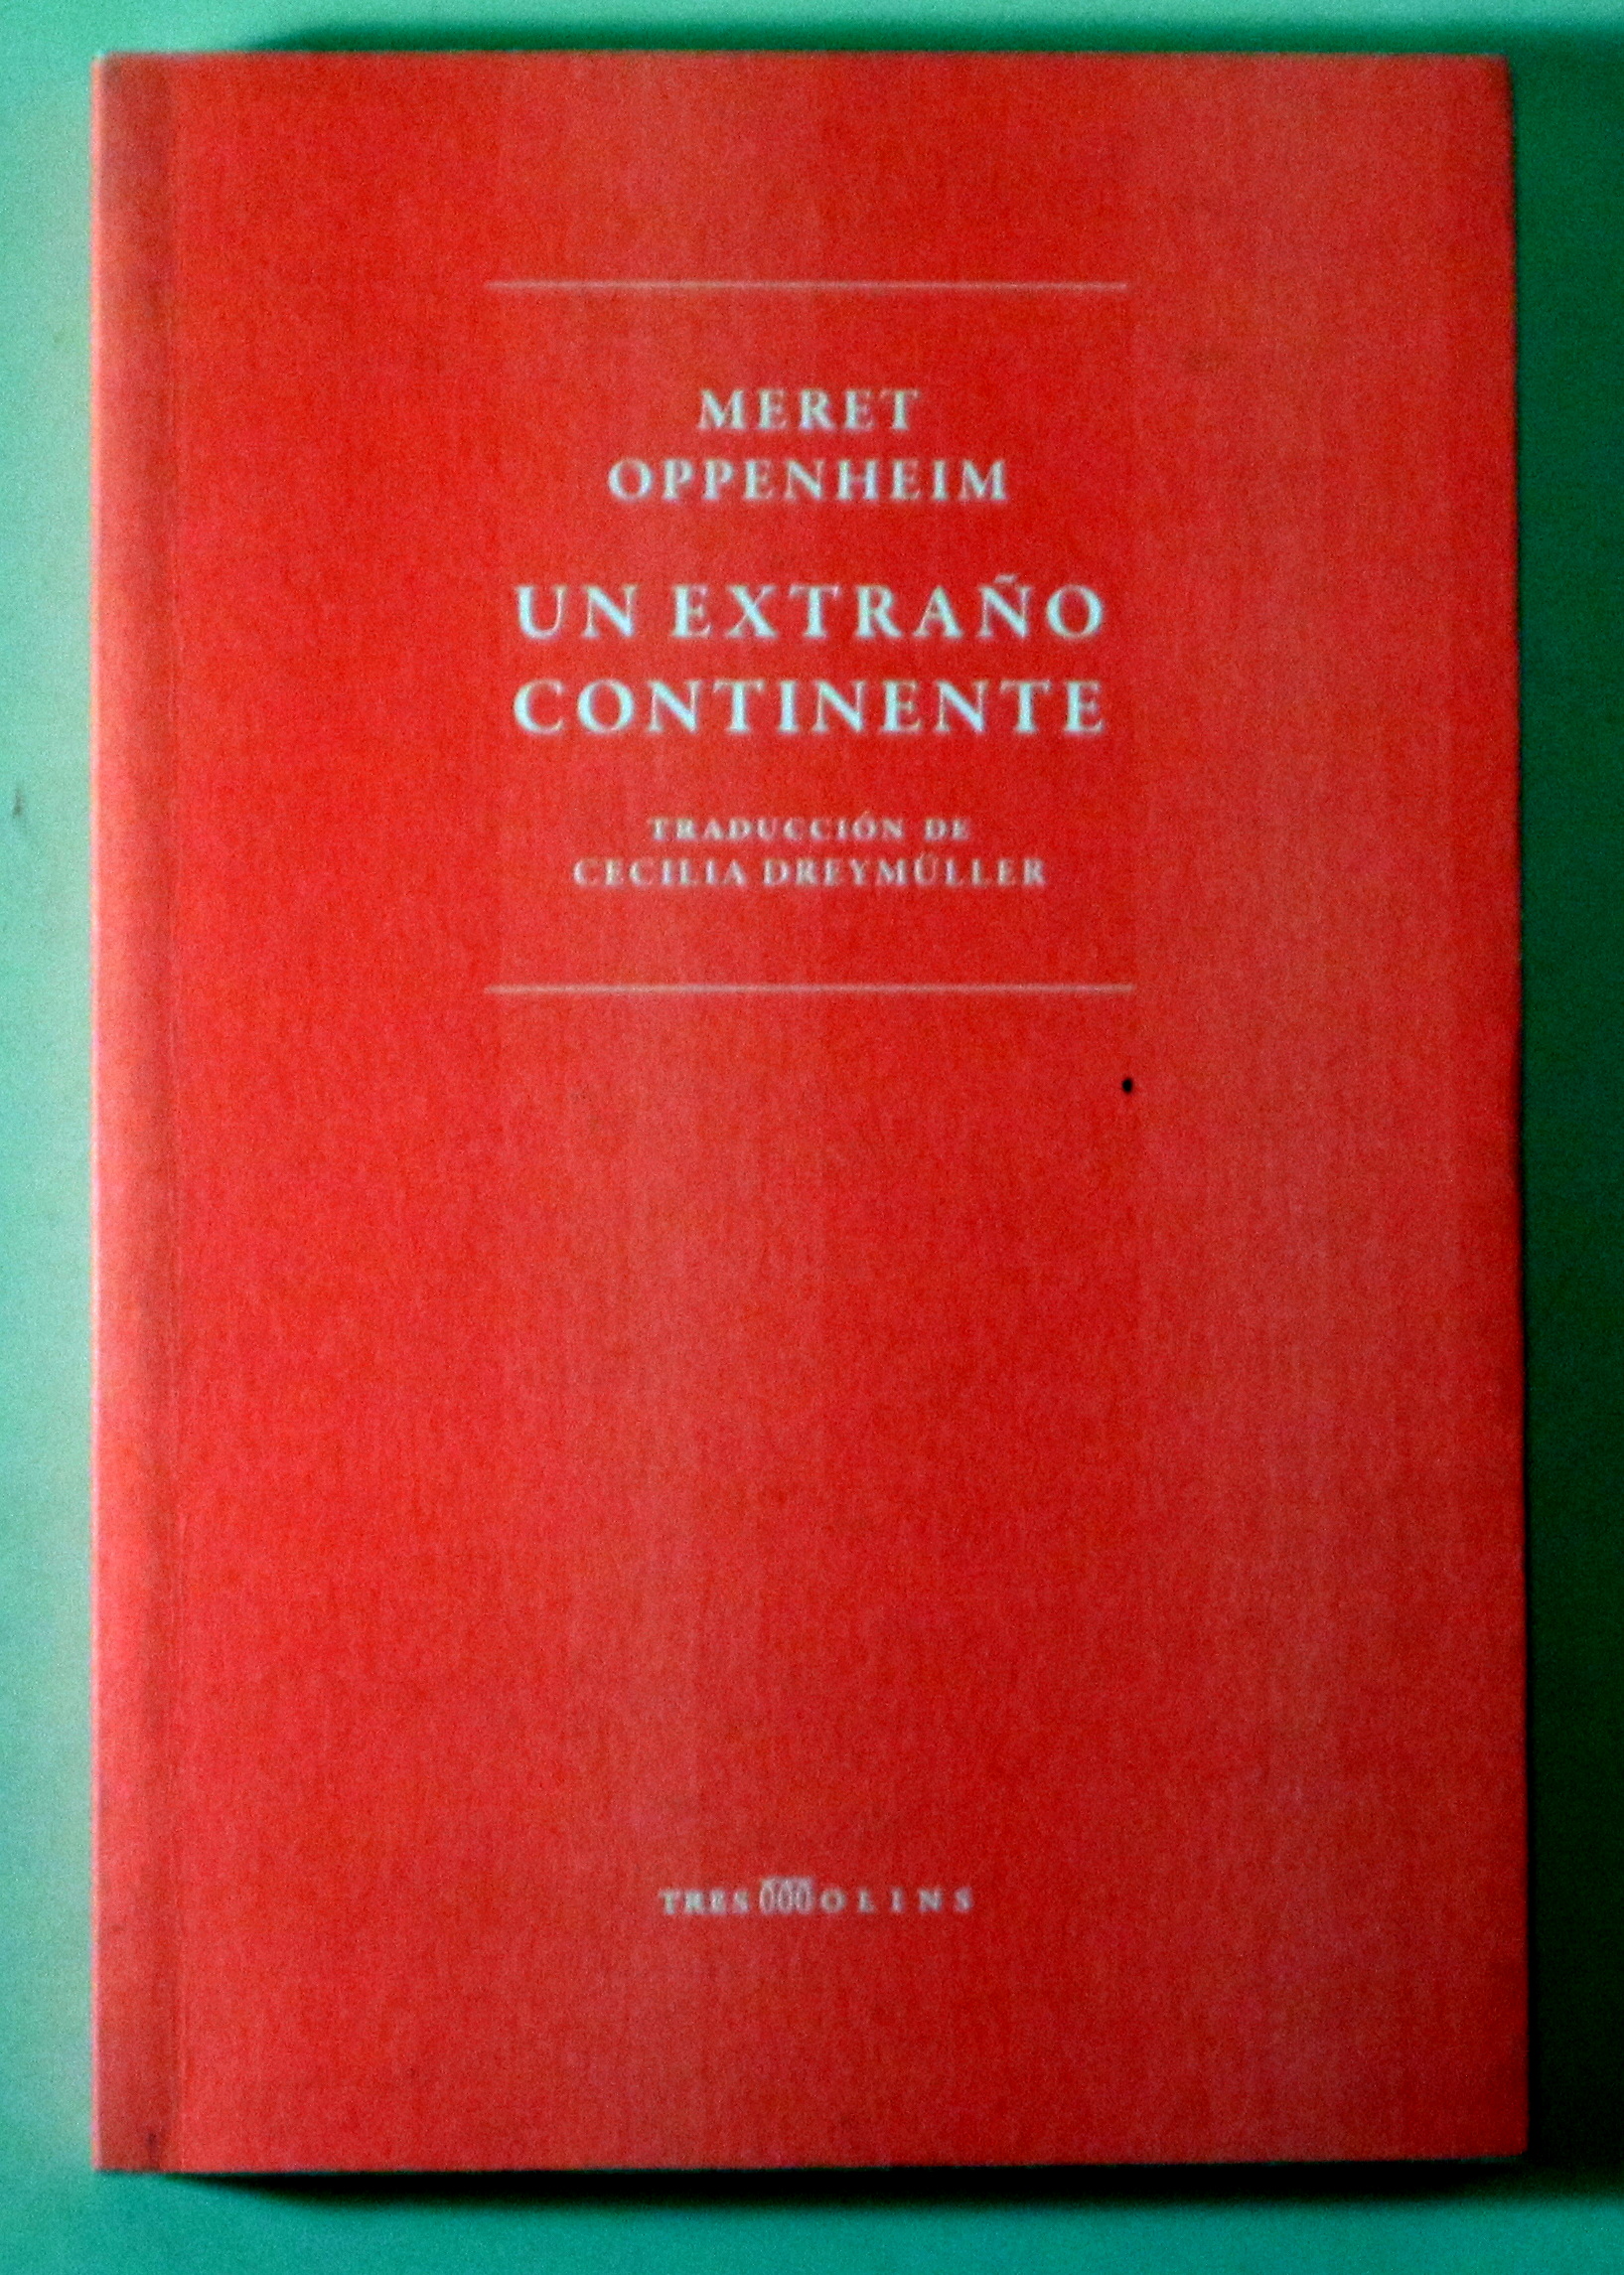 MERET
OPPENHEIM
UN EXTRAÑO
CONTINENTE
TRADUCCIÓN DE
CECILIA DREYMÜLLER
TRES MOLINS